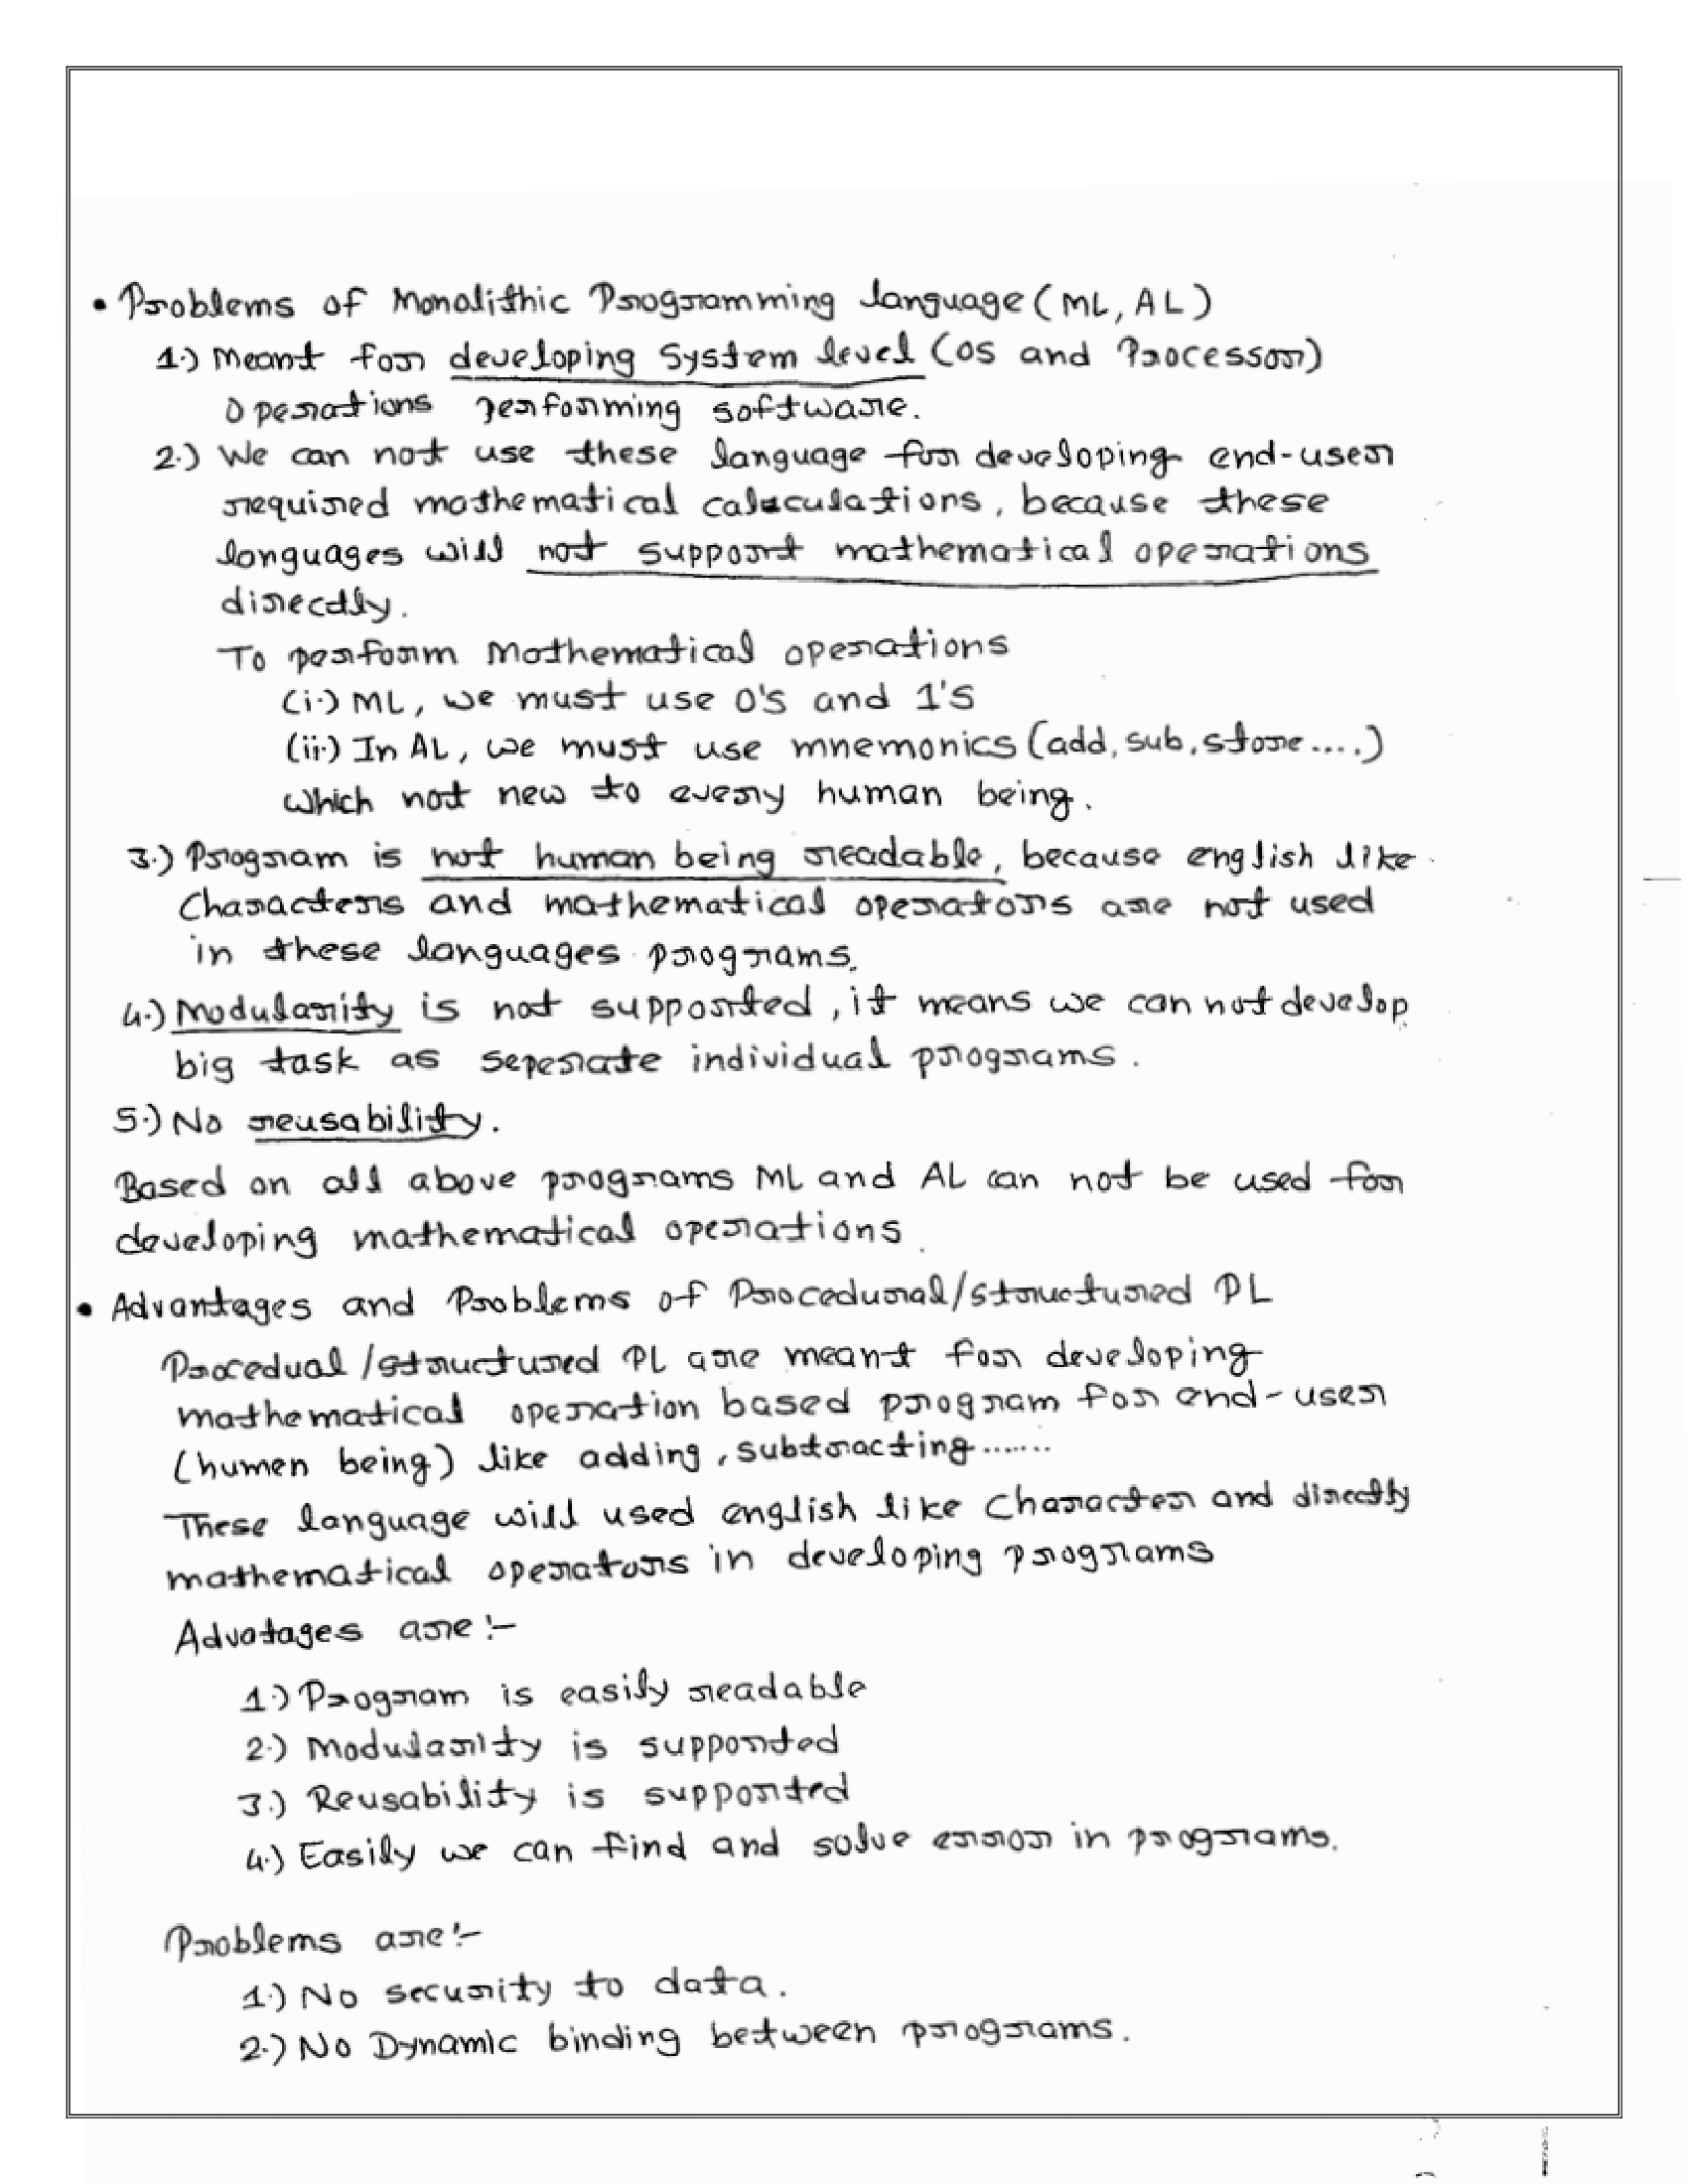 • Problems of Monolithic Programming language (ML, AL)
1.) Meant for developing System level (OS and Processor)
Operations performing software.
2.) We can not use these language for developing end-user
required mathematical calaculations, because these
languages will not support mathematical operations
directly.
To perform Mathematical operations
(i.) ML, we must use 0's and 1's
(ii.) In AL, we must use mnemonics (add, sub, store....)
which not new to every human being.
3.) Program is not human being readable, because english like
Characters and mathematical operators are not used
in these languages programs.
4.) Modularity is not supported, it means we can not develop
big task as seperate individual programs.
5.) No reusability.
Based on all above programs ML and AL can not be used for
developing mathematical operations.
• Advantages and Problems of Procedural/structured PL
Procedual/structured PL are meant for developing
mathematical operation based program for end-user
(humen being) like adding, subtracting.......
These language will used english like Character and directly
mathematical operators in developing programs
Advatages are:-
1.) Program is easily readable
2.) Modularity is supported
3.) Reusability is supported
4.) Easily we can find and solve error in programs.
Problems are:-
1.) No security to data.
2.) No Dynamic binding between programs.